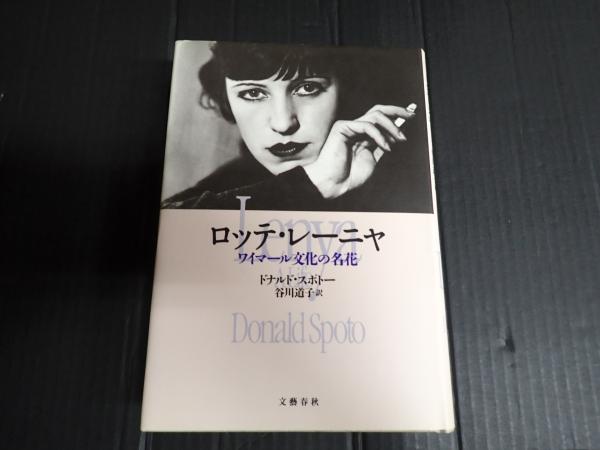 Lenya
ロッテ・レーニャ
ワイマール文化の名花
A Life
ドナルド・スポトー
谷川道子訳
Donald Spoto
文藝春秋